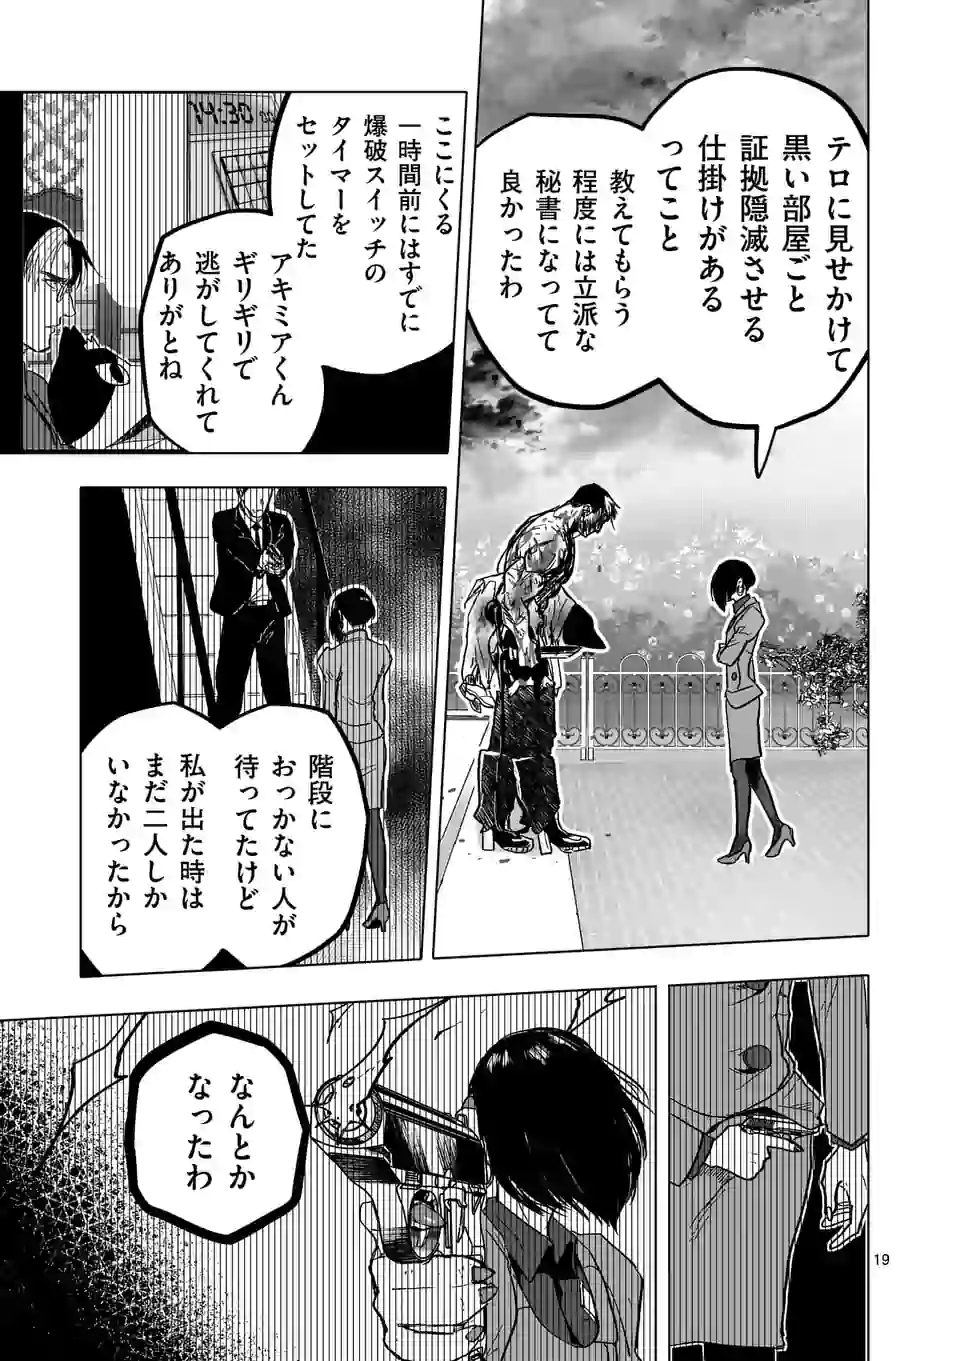 テロに見せかけて
黒い部屋ごと
証拠隠滅させる
仕掛けがある
ってこと
教えてもらう
程度には立派な
秘書になってて
良かったわ
14:30 00
ここにくる
一時間前にはすでに
爆破スイッチの
タイマーを
セットしてた
アキミアくん
ギリギリで
逃がしてくれて
ありがとね
階段に
おっかない人が
待ってたけど
私が出た時は
まだ二人しか
いなかったから
なんとか
なったわ
19